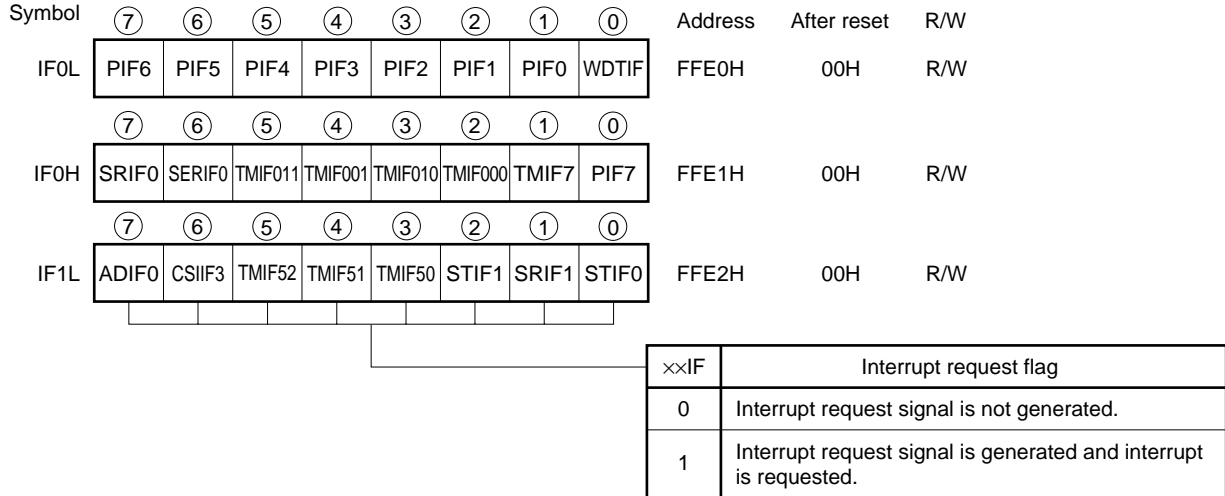 Symbol ⑦ ⑥ ⑤ ④ ③ ② ① ⓪ Address After reset R/W
IF0L PIF6 PIF5 PIF4 PIF3 PIF2 PIF1 PIF0 WDTIF FFE0H 00H R/W
⑦ ⑥ ⑤ ④ ③ ② ① ⓪
IF0H SRIF0 SERIF0 TMIF011 TMIF001 TMIF010 TMIF000 TMIF7 PIF7 FFE1H 00H R/W
⑦ ⑥ ⑤ ④ ③ ② ① ⓪
IF1L ADIF0 CSIIF3 TMIF52 TMIF51 TMIF50 STIF1 SRIF1 STIF0 FFE2H 00H R/W
××IF Interrupt request flag
0 Interrupt request signal is not generated.
1 Interrupt request signal is generated and interrupt
is requested.